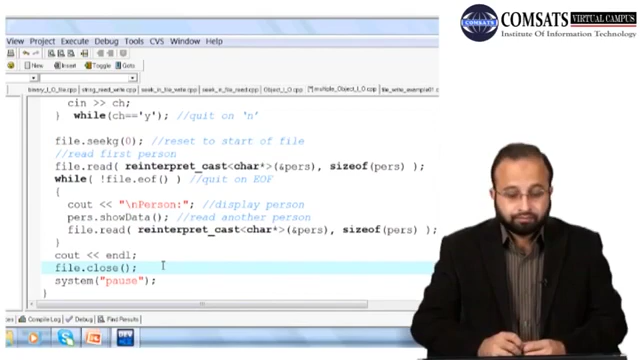 COMSATS VIRTUAL CAMPUS
Institute Of Information Technology
View Project Execute Debug Tools CVS Window Help
New Insert Toggle Goto
binary_I_O_file.cpp string_read_write.cpp seek_in_file_write.cpp seek_in_file_read.cpp Object_I_O.cpp [*] multiple_Object_I_O.cpp file_write_example01.c
cin >> ch;
} while(ch=='y'); //quit on 'n'
file.seekg(0); //reset to start of file
//read first person
file.read( reinterpret_cast<char*>(&pers), sizeof(pers) );
while( !file.eof() ) //quit on EOF
{
cout << "\nPerson:"; //display person
pers.showData(); //read another person
file.read( reinterpret_cast<char*>(&pers), sizeof(pers) );
}
cout << endl;
file.close();
system("pause");
}
Compile Log Debug Find Results
DEV